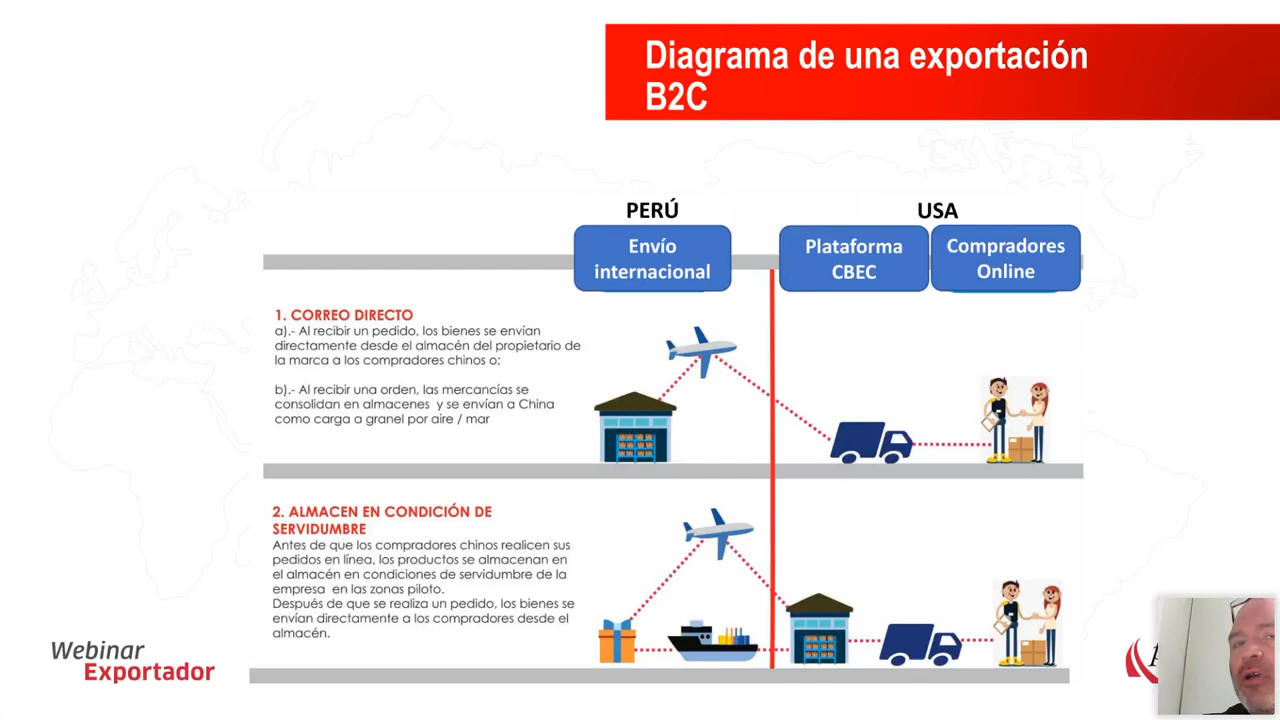 Diagrama de una exportación
B2C
PERÚ
USA
Envío
internacional
Plataforma
CBEC
Compradores
Online
1. CORREO DIRECTO
a).- Al recibir un pedido, los bienes se envían
directamente desde el almacén del propietario de
la marca a los compradores chinos o;
b).- Al recibir una orden, las mercancías se
consolidan en almacenes y se envían a China
como carga a granel por aire / mar
2. ALMACEN EN CONDICIÓN DE
SERVIDUMBRE
Antes de que los compradores chinos realicen sus
pedidos en línea, los productos se almacenan en
el almacén en condiciones de servidumbre de la
empresa en las zonas piloto.
Después de que se realiza un pedido, los bienes se
envían directamente a los compradores desde el
almacén.
Webinar
Exportador